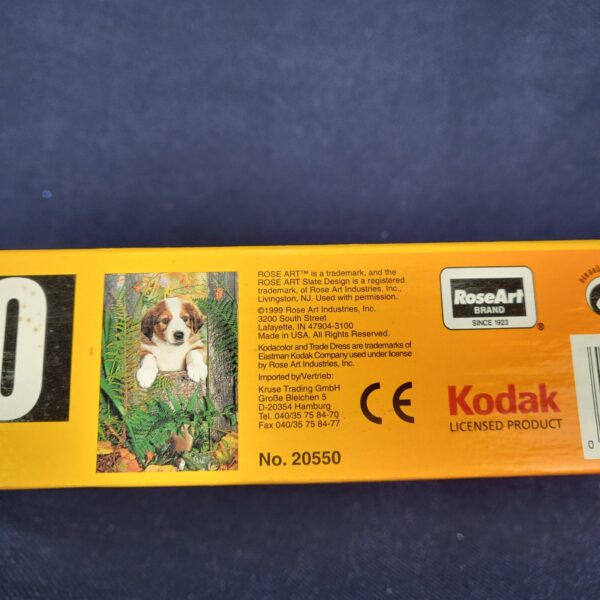 0
ROSE ART™ is a trademark, and the
ROSE ART Slate Design is a registered
trademark, of Rose Art Industries, Inc.,
Livingston, NJ. Used with permission.
©1999 Rose Art Industries, Inc.
3200 South Street
Lafayette, IN 47904-3100
Made in USA. All Rights Reserved.
Kodacolor and Trade Dress are trademarks of
Eastman Kodak Company used under license
by Rose Art Industries, Inc.
Imported by/Vertrieb:
Kruse Trading GmbH
Große Bleichen 5
D-20354 Hamburg
Tel. 040/35 75 84-70
Fax 040/35 75 84-77
No. 20550
CE
RoseArt
BRAND
SINCE 1923
®
Kodak
LICENSED PRODUCT
0